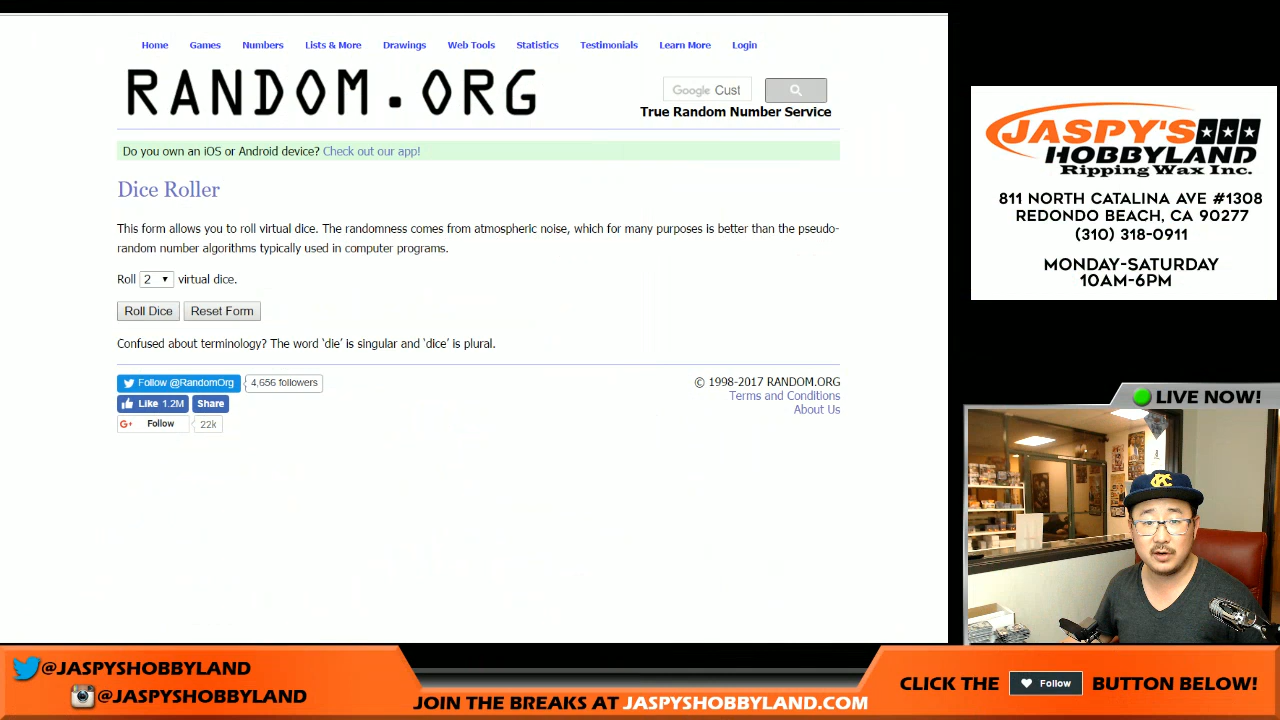 Home Games Numbers Lists & More Drawings Web Tools Statistics Testimonials Learn More Login
RANDOM.ORG
Google Cust
True Random Number Service
Do you own an iOS or Android device? Check out our app!
Dice Roller
This form allows you to roll virtual dice. The randomness comes from atmospheric noise, which for many purposes is better than the pseudo-
random number algorithms typically used in computer programs.
Roll 2 virtual dice.
Roll Dice Reset Form
Confused about terminology? The word ‘die’ is singular and ‘dice’ is plural.
Follow @RandomOrg 4,656 followers
Like 1.2M Share
G+ Follow 22k
© 1998-2017 RANDOM.ORG
Terms and Conditions
About Us
JASPY'S
HOBBYLAND
Ripping Wax Inc.
811 NORTH CATALINA AVE #1308
REDONDO BEACH, CA 90277
(310) 318-0911
MONDAY-SATURDAY
10AM-6PM
LIVE NOW!
KC
@JASPYSHOBBYLAND
@JASPYSHOBBYLAND
JOIN THE BREAKS AT JASPYSHOBBYLAND.COM
CLICK THE Follow BUTTON BELOW!